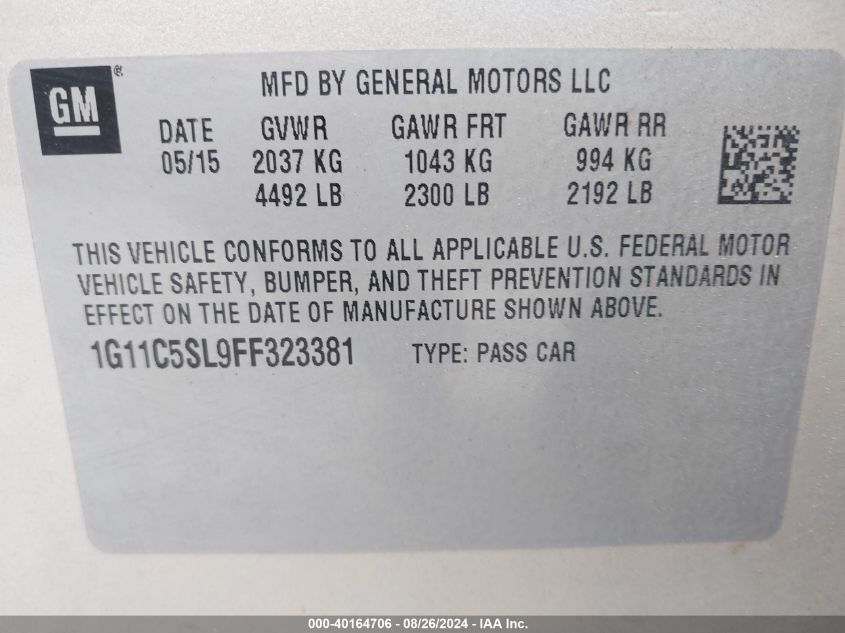 GM ® MFD BY GENERAL MOTORS LLC
DATE GVWR GAWR FRT GAWR RR
05/15 2037 KG 1043 KG 994 KG
4492 LB 2300 LB 2192 LB
THIS VEHICLE CONFORMS TO ALL APPLICABLE U.S. FEDERAL MOTOR
VEHICLE SAFETY, BUMPER, AND THEFT PREVENTION STANDARDS IN
EFFECT ON THE DATE OF MANUFACTURE SHOWN ABOVE.
1G11C5SL9FF323381 TYPE: PASS CAR
000-40164706 - 08/26/2024 - IAA Inc.